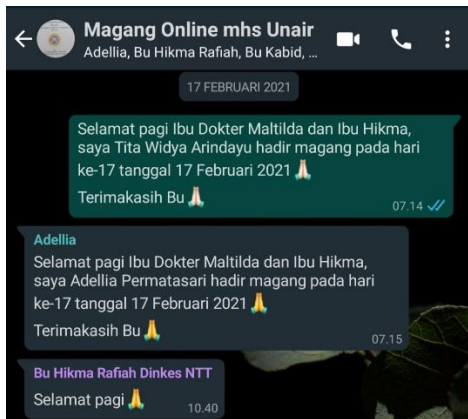 Magang Online mhs Unair
Adellia, Bu Hikma Rafiah, Bu Kabid, ...
17 FEBRUARI 2021
Selamat pagi Ibu Dokter Maltilda dan Ibu Hikma,
saya Tita Widya Arindayu hadir magang pada hari
ke-17 tanggal 17 Februari 2021 🙏🏻
Terimakasih Bu 🙏🏻
07.14
Adellia
Selamat pagi Ibu Dokter Maltilda dan Ibu Hikma,
saya Adellia Permatasari hadir magang pada hari
ke-17 tanggal 17 Februari 2021 🙏
Terimakasih Bu 🙏
07.15
Bu Hikma Rafiah Dinkes NTT
Selamat pagi 🙏
10.40